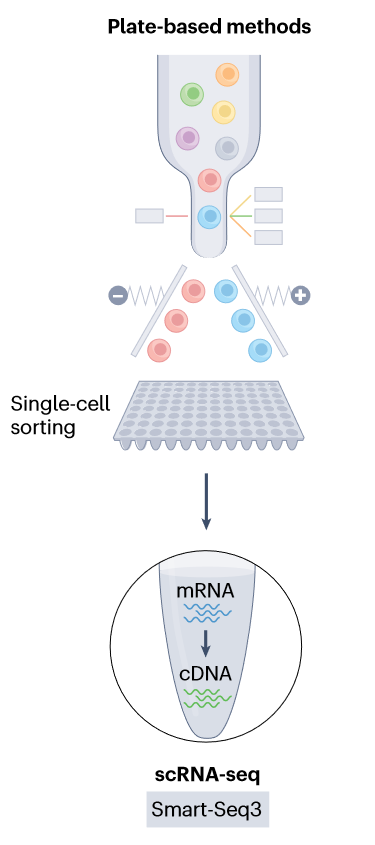 Plate-based methods
−
+
Single-cell
sorting
mRNA
cDNA
scRNA-seq
Smart-Seq3